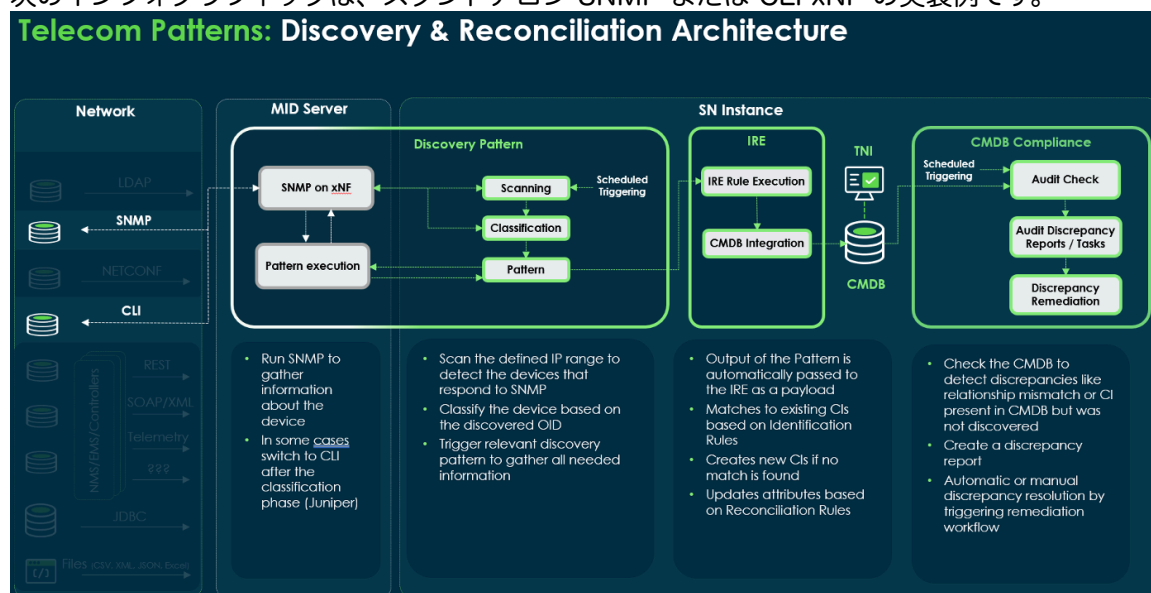 次のインフォグラフィックは、スタンドアロン SNMP または CLI xNF の実装例です。
Telecom Patterns: Discovery & Reconciliation Architecture
Network
MID Server
SN Instance
LDAP
SNMP
NETCONF
CLI
NMS/EMS/Controllers
REST
SOAP/XML
Telemetry
???
JDBC
Files (CSV, XML, JSON, Excel)
Discovery Pattern
SNMP on xNF
Pattern execution
Scanning
Classification
Pattern
Scheduled
Triggering
IRE
IRE Rule Execution
CMDB Integration
TNI
CMDB
CMDB Compliance
Scheduled
Triggering
Audit Check
Audit Discrepancy
Reports / Tasks
Discrepancy
Remediation
• Run SNMP to
gather
information
about the
device
• In some cases
switch to CLI
after the
classification
phase (Juniper)
• Scan the defined IP range to
detect the devices that
respond to SNMP
• Classify the device based on
the discovered OID
• Trigger relevant discovery
pattern to gather all needed
information
• Output of the Pattern is
automatically passed to
the IRE as a payload
• Matches to existing CIs
based on Identification
Rules
• Creates new CIs if no
match is found
• Updates attributes based
on Reconciliation Rules
• Check the CMDB to
detect discrepancies like
relationship mismatch or CI
present in CMDB but was
not discovered
• Create a discrepancy
report
• Automatic or manual
discrepancy resolution by
triggering remediation
workflow